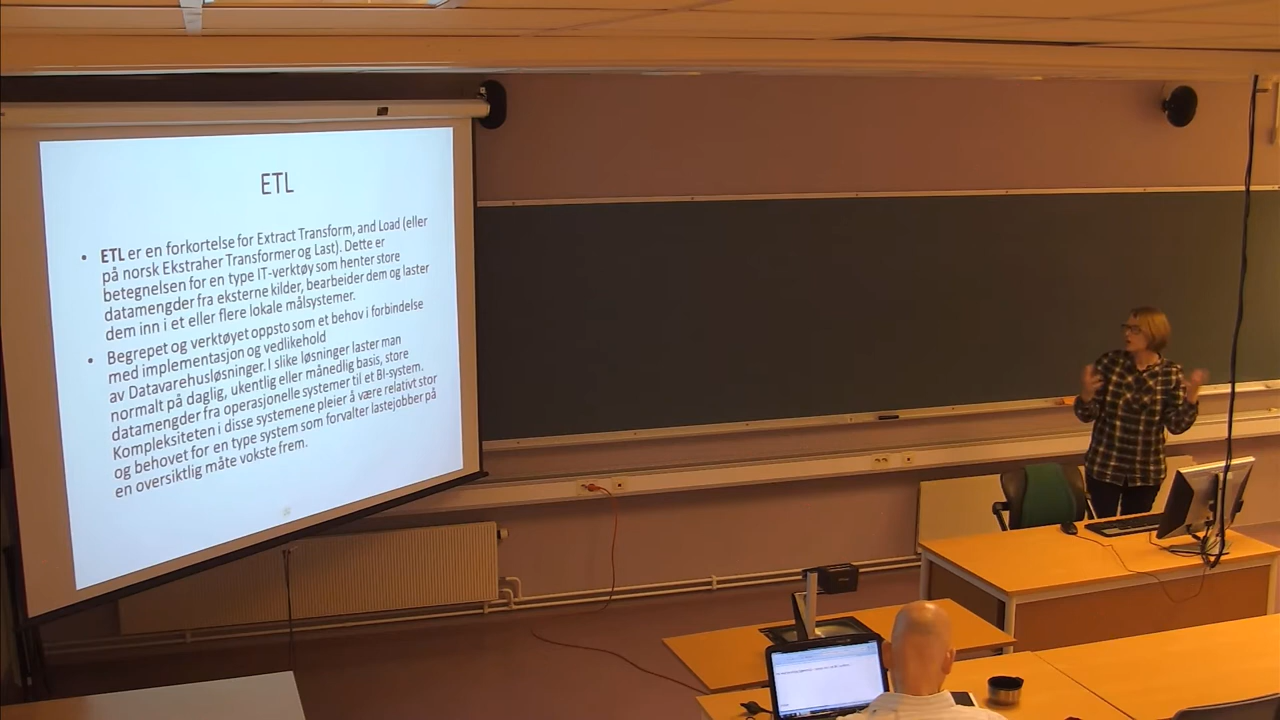 ETL
• ETL er en forkortelse for Extract Transform, and Load (eller
på norsk Ekstraher Transformer og Last). Dette er
betegnelsen for en type IT-verktøy som henter store
datamengder fra eksterne kilder, bearbeider dem og laster
dem inn i et eller flere lokale målsystemer.
• Begrepet og verktøyet oppsto som et behov i forbindelse
med implementasjon og vedlikehold
av Datavarehusløsninger. I slike løsninger laster man
normalt på daglig, ukentlig eller månedlig basis, store
datamengder fra operasjonelle systemer til et BI-system.
Kompleksiteten i disse systemene pleier å være relativt stor
og behovet for en type system som forvalter lastejobber på
en oversiktlig måte vokste frem.